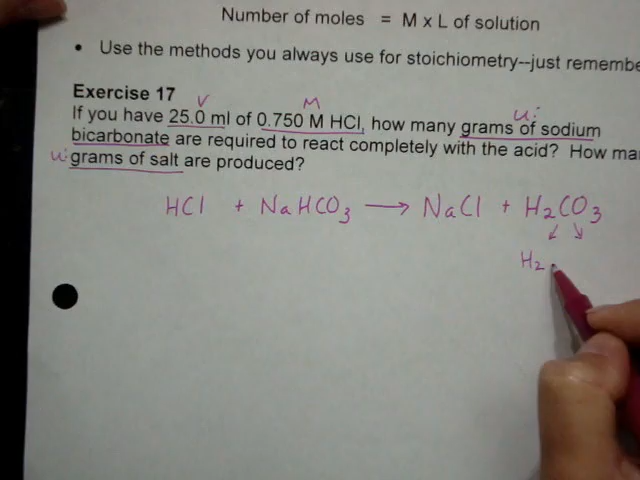 Number of moles = M x L of solution
• Use the methods you always use for stoichiometry--just
Exercise 17
V M u:
If you have 25.0 ml of 0.750 M HCl, how many grams of sodium
bicarbonate are required to react completely with the acid? How
u: grams of salt are produced?
HCl + NaHCO3 → NaCl + H2CO3
↙ ↘
H2